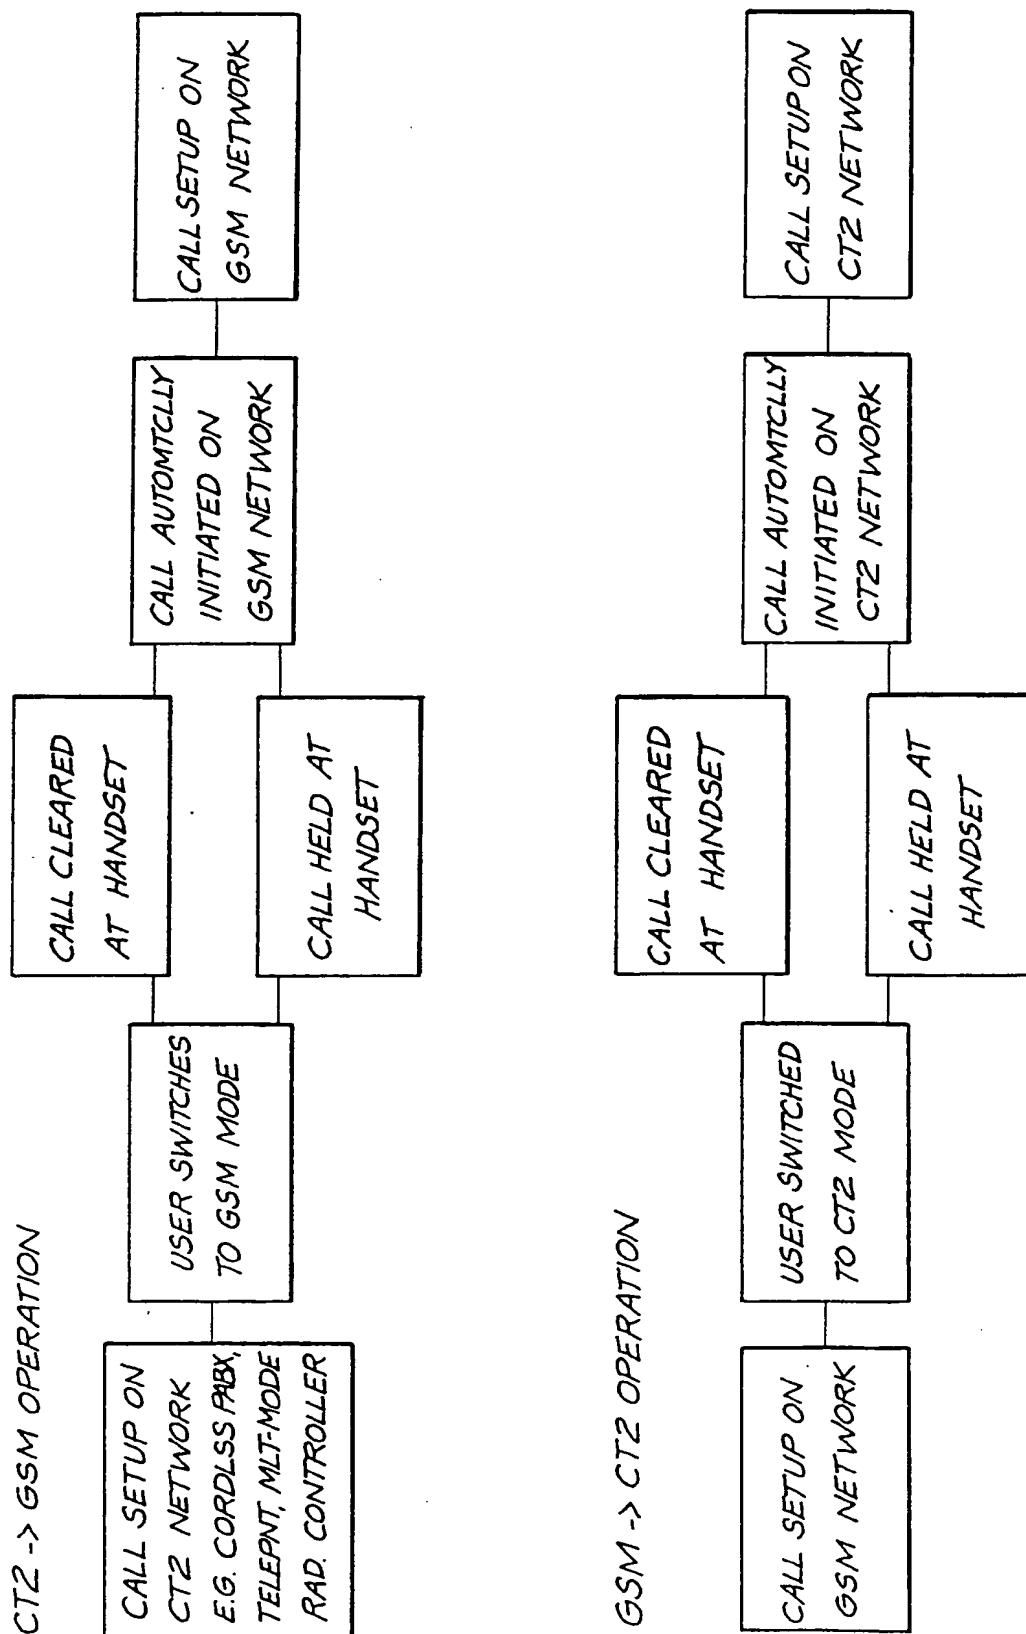 CT2 -> GSM OPERATION
CALL SETUP ON
CT2 NETWORK
E.G. CORDLSS PABX,
TELEPNT, MLT-MODE
RAD. CONTROLLER
USER SWITCHES
TO GSM MODE
CALL CLEARED
AT HANDSET
CALL HELD AT
HANDSET
CALL AUTOMTCLLY
INITIATED ON
GSM NETWORK
CALL SETUP ON
GSM NETWORK
GSM -> CT2 OPERATION
CALL SETUP ON
GSM NETWORK
USER SWITCHED
TO CT2 MODE
CALL CLEARED
AT HANDSET
CALL HELD AT
HANDSET
CALL AUTOMTCLLY
INITIATED ON
CT2 NETWORK
CALL SETUP ON
CT2 NETWORK